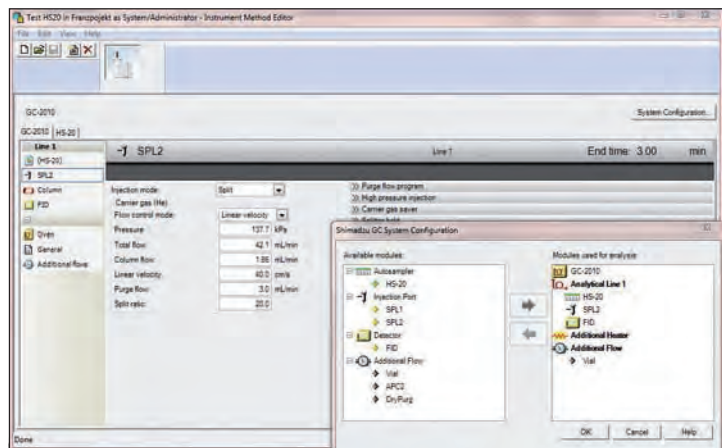 Test HS20 in Franzpojekt as System/Administrator - Instrument Method Editor
File Edit View Help
GC-2010
System Configuration...
GC-2010 HS-20
Line 1
(HS-20)
SPL2
Column
FID
Oven
General
Additional flows
SPL2 Line 1 End time: 3.00 min
Injection mode: Split
Carrier gas (He)
Flow control mode: Linear velocity
Pressure 137.7 kPa
Total flow: 42.1 mL/min
Column flow: mL/min
Linear velocity: 40.0 cm/s
Purge flow: 3.0 mL/min
Split ratio: 20.0
Purge flow program
High pressure injection
Carrier gas saver
Shimadzu GC System Configuration
Available modules:
Autosampler
HS-20
Injection Port
SPL1
SPL2
Detector
FID
Additional Flow
Vial
APC2
DryPurg
Modules used for analysis:
GC-2010
Analytical Line 1
HS-20
SPL2
FID
Additional Heater
Additional Flow
Vial
OK Cancel Help
Done